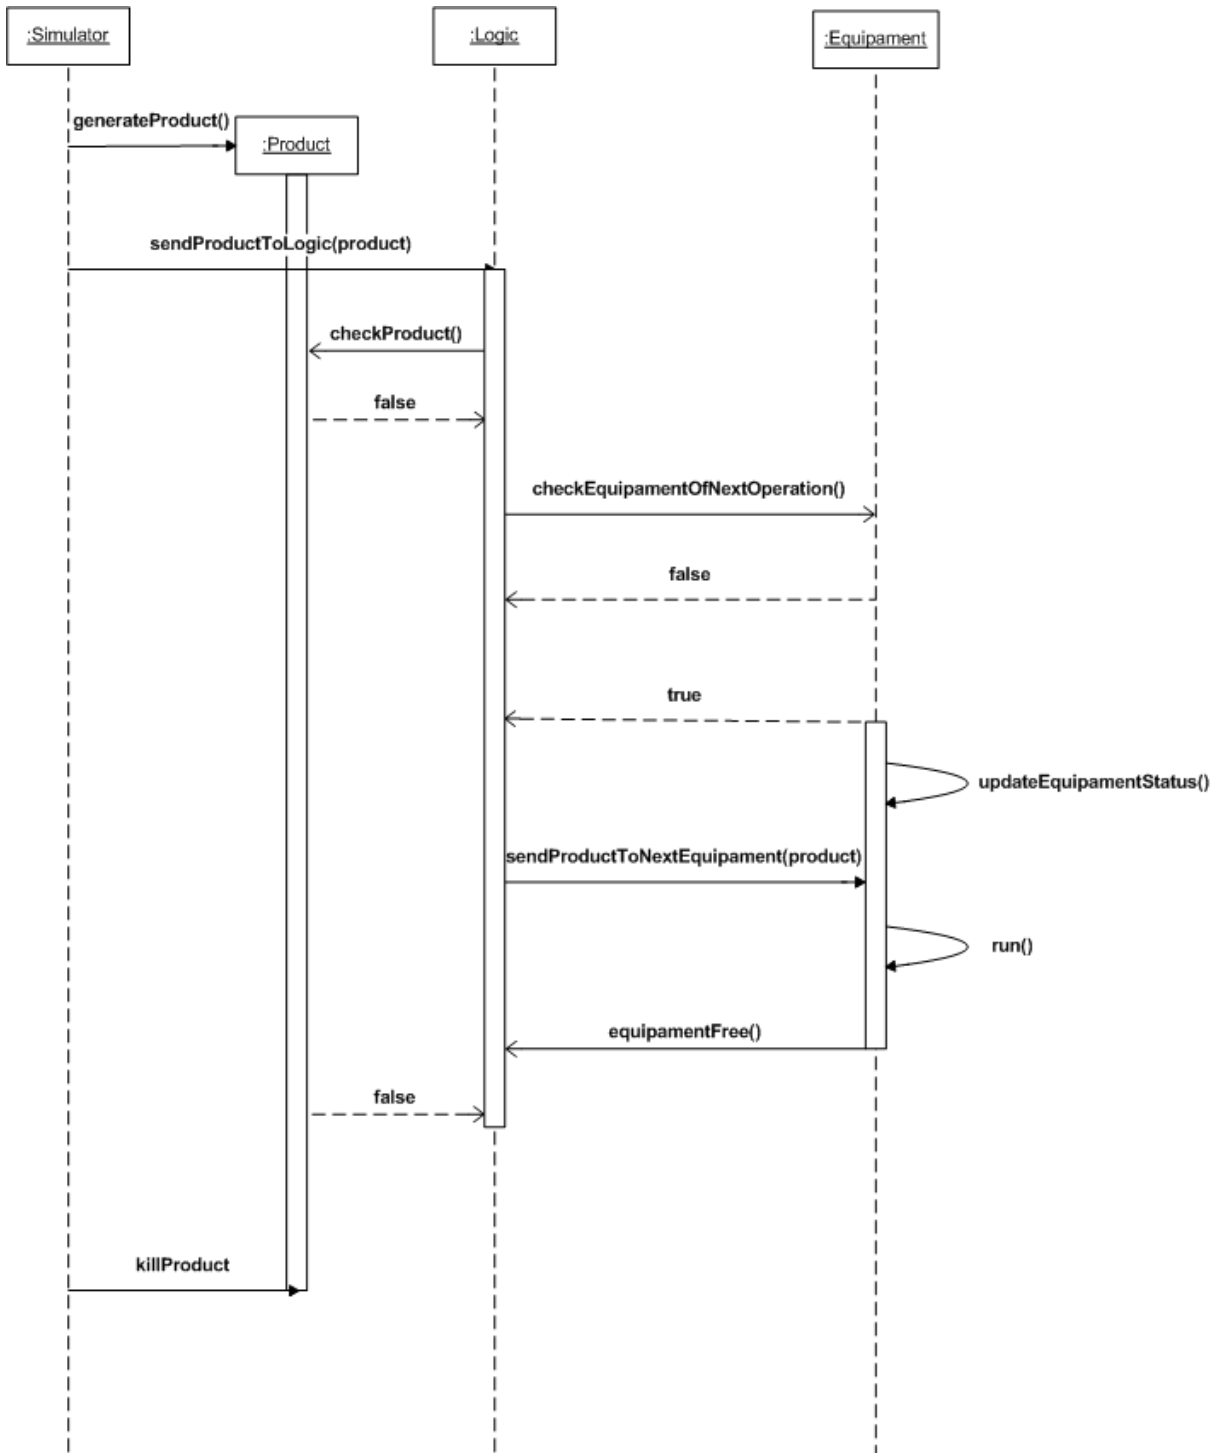 :Simulator
:Logic
:Equipament
generateProduct()
:Product
sendProductToLogic(product)
checkProduct()
false
checkEquipamentOfNextOperation()
false
true
updateEquipamentStatus()
sendProductToNextEquipament(product)
run()
equipamentFree()
false
killProduct